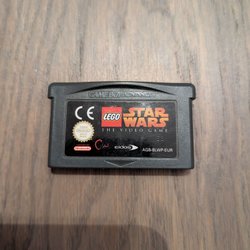 GAME BOY ADVANCE
CE
LEGO
STAR
WARS
THE VIDEO GAME
eidos
AGB-BLWP-EUR